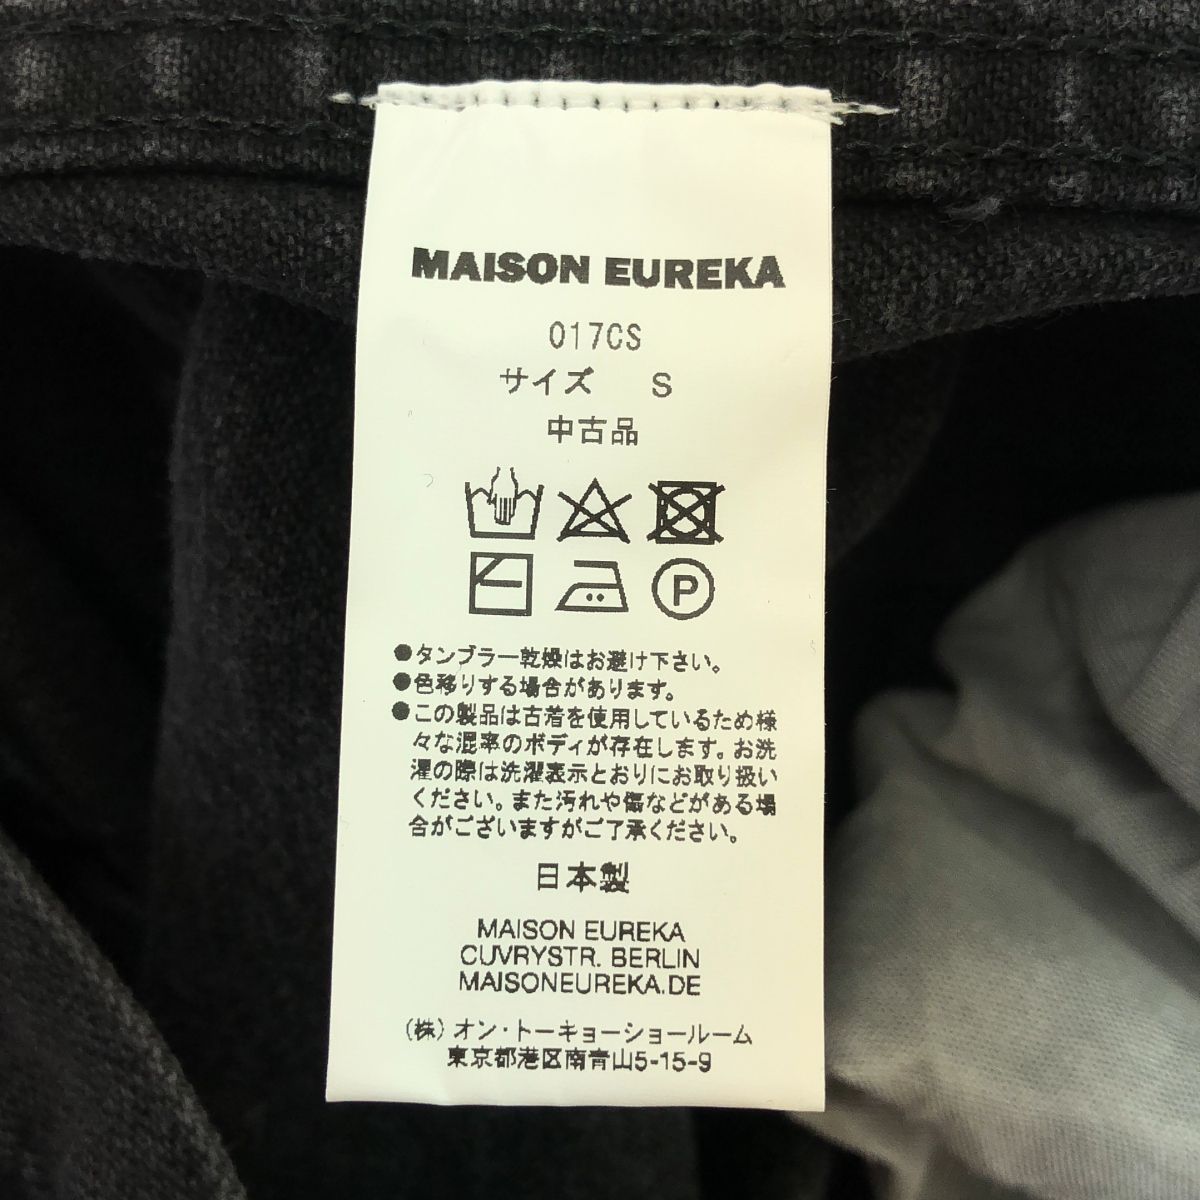 MAISON EUREKA
017CS
サイズ S
中古品
P
●タンブラー乾燥はお避け下さい。
●色移りする場合があります。
●この製品は古着を使用しているため様
々な混率のボディが存在します。お洗
濯の際は洗濯表示とおりにお取り扱い
ください。また汚れや傷などがある場
合がございますがご了承ください。
日本製
MAISON EUREKA
CUVRYSTR. BERLIN
MAISONEUREKA.DE
(株)オン・トーキョーショールーム
東京都港区南青山5-15-9